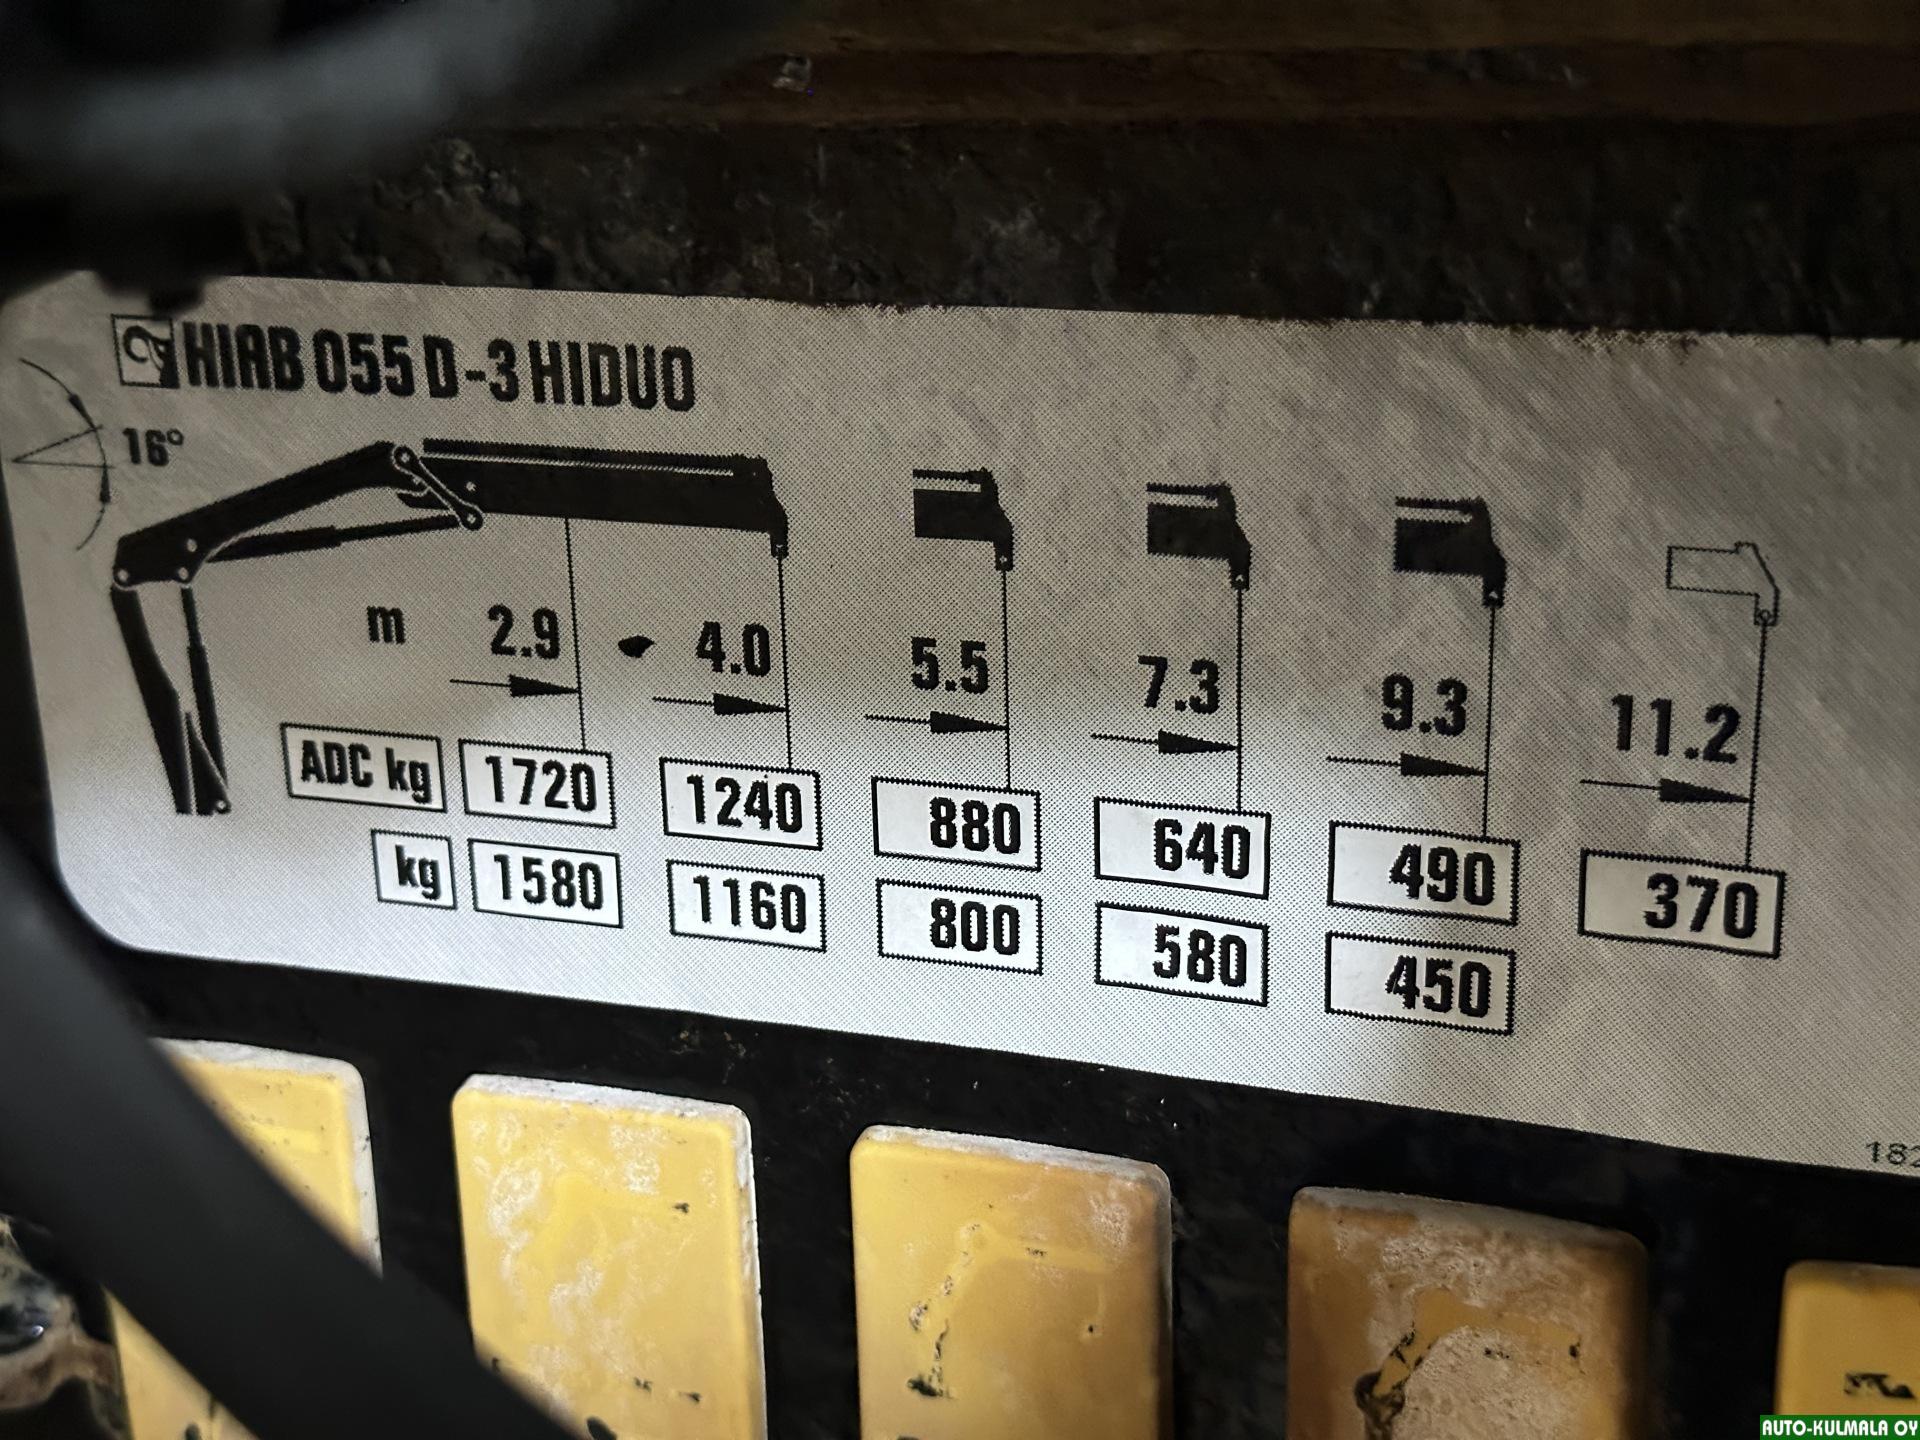 HIAB 055 D-3 HIDUO
16°
m 2.9 4.0 5.5 7.3 9.3 11.2
ADC kg 1720 1240 880 640 490 370
kg 1580 1160 800 580 450
AUTO-KULMALA OY